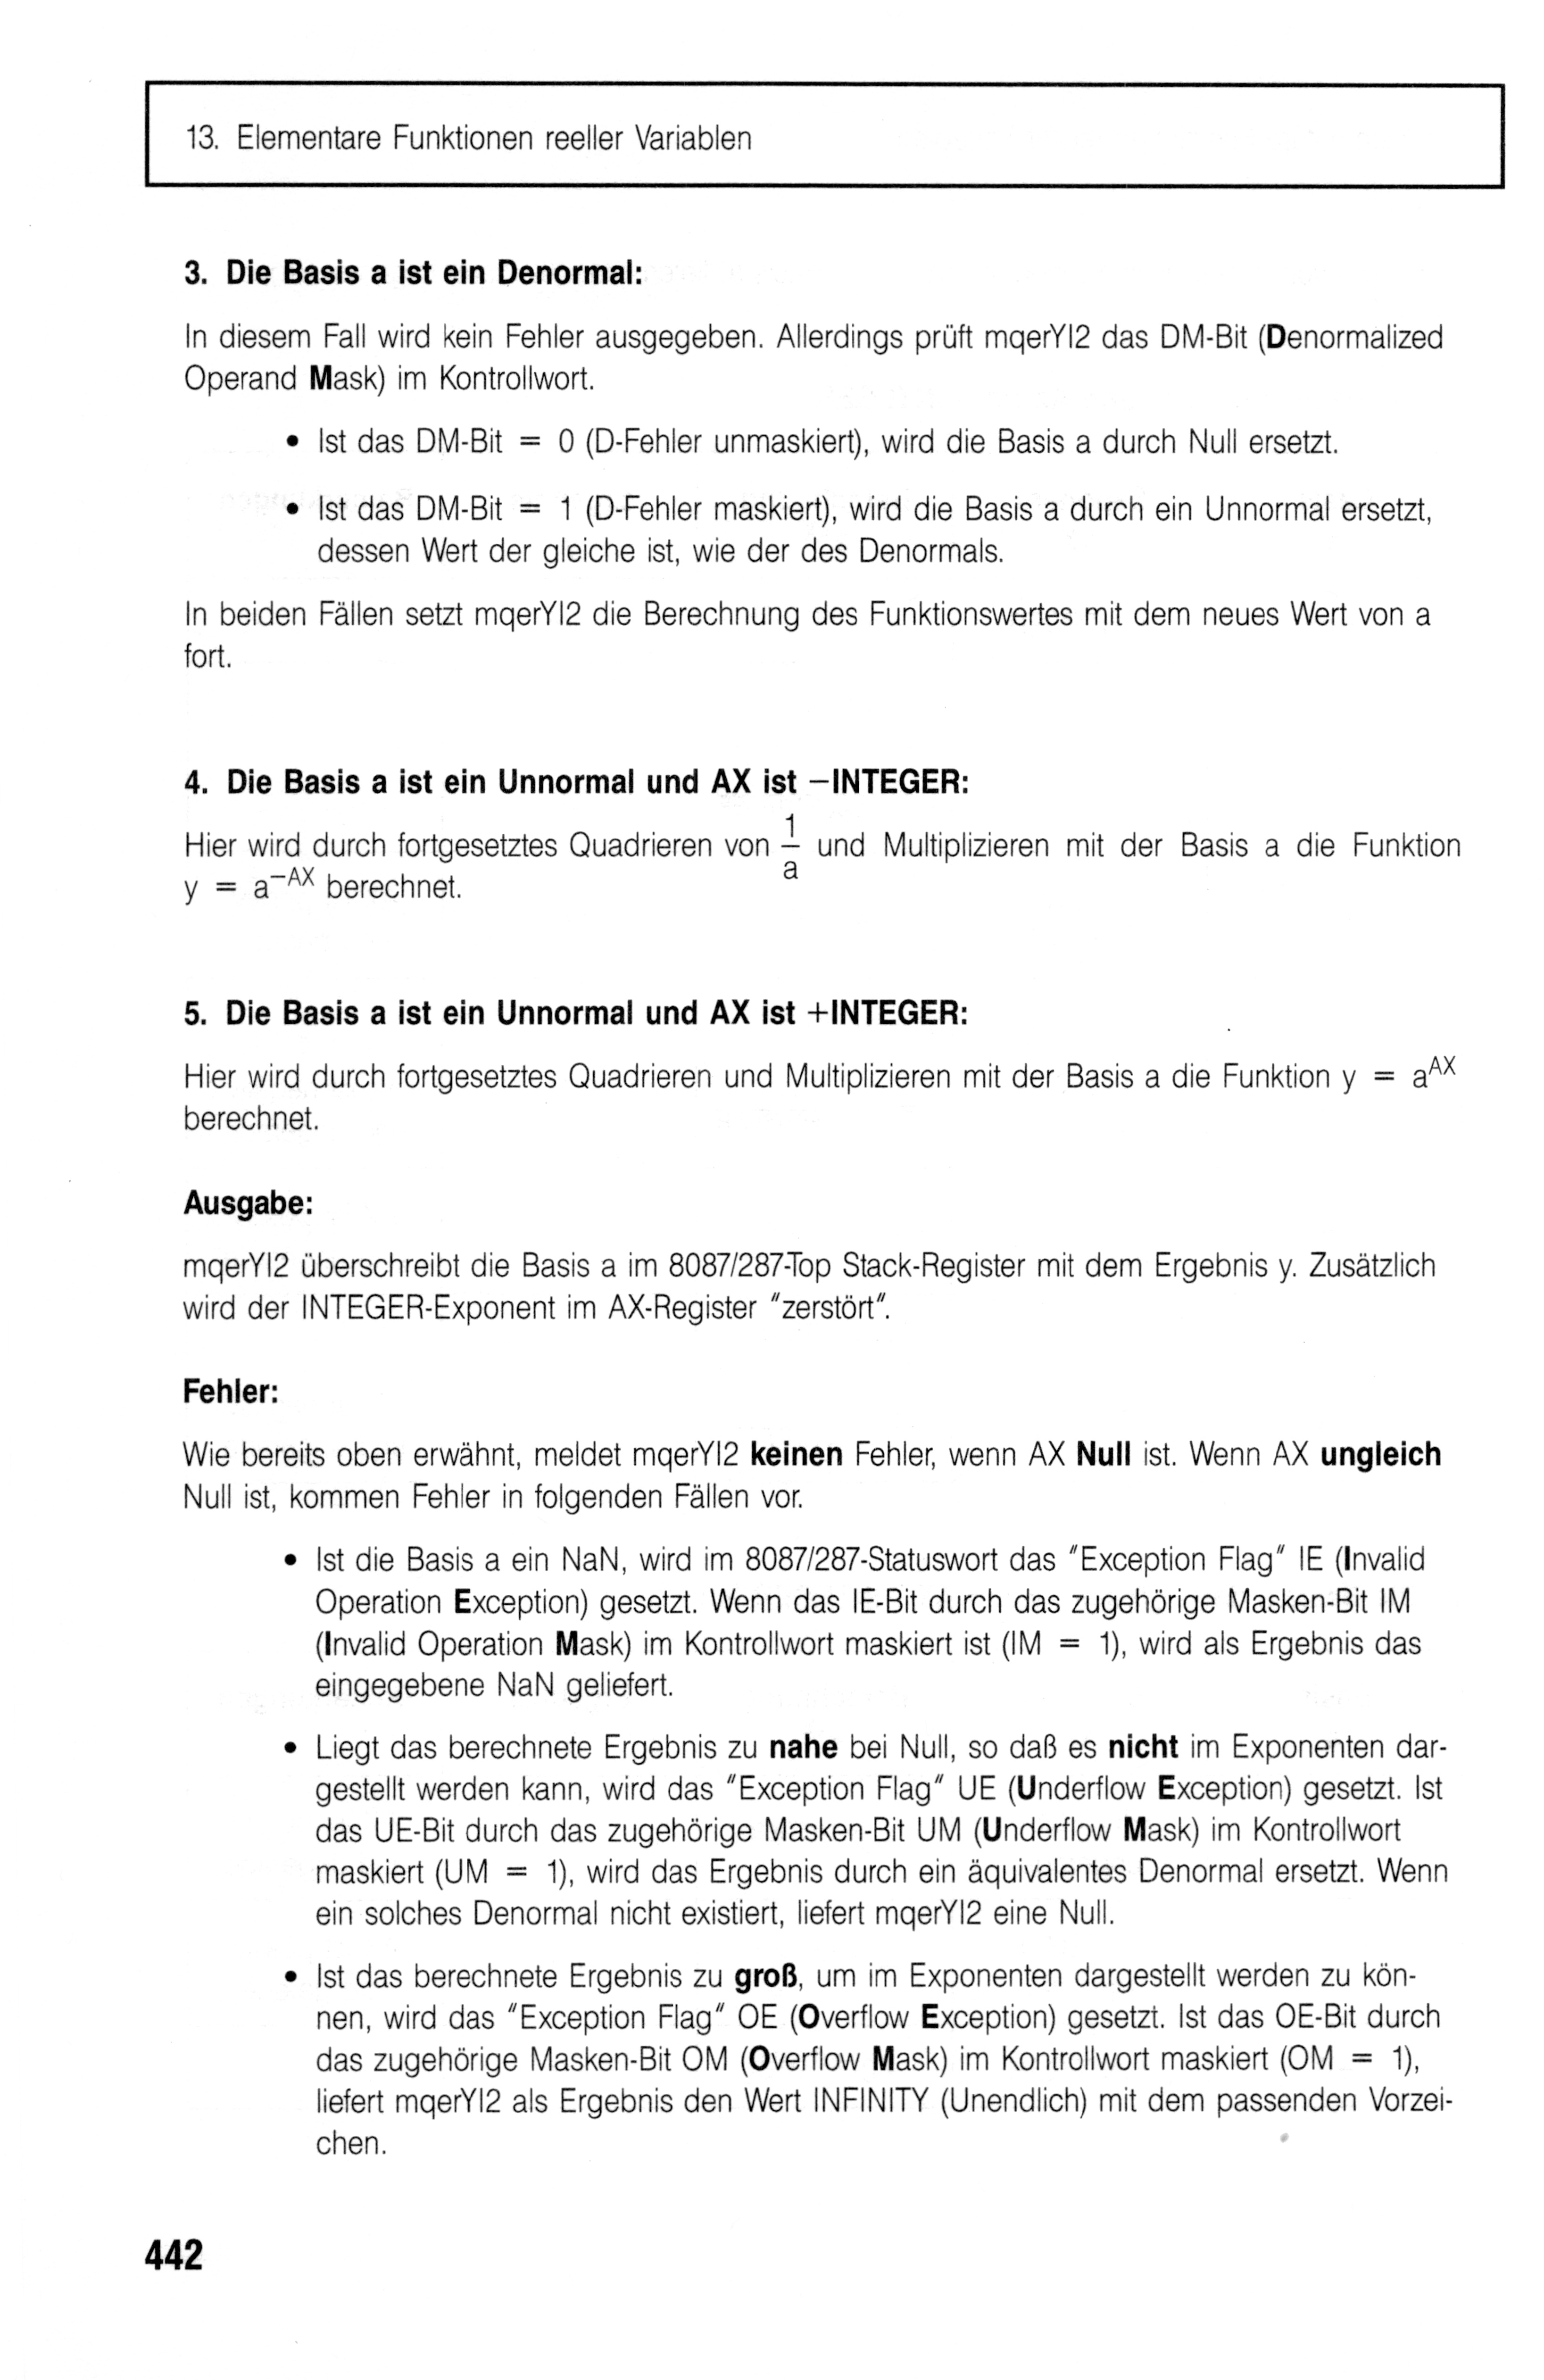 13. Elementare Funktionen reeller Variablen
3. Die Basis a ist ein Denormal:
In diesem Fall wird kein Fehler ausgegeben. Allerdings prüft mqerYI2 das DM-Bit (Denormalized
Operand Mask) im Kontrollwort.
• Ist das DM-Bit = 0 (D-Fehler unmaskiert), wird die Basis a durch Null ersetzt.
• Ist das DM-Bit = 1 (D-Fehler maskiert), wird die Basis a durch ein Unnormal ersetzt,
dessen Wert der gleiche ist, wie der des Denormals.
In beiden Fällen setzt mqerYI2 die Berechnung des Funktionswertes mit dem neues Wert von a
fort.
4. Die Basis a ist ein Unnormal und AX ist −INTEGER:
Hier wird durch fortgesetztes Quadrieren von 1/a und Multiplizieren mit der Basis a die Funktion
y = a^−AX berechnet.
5. Die Basis a ist ein Unnormal und AX ist +INTEGER:
Hier wird durch fortgesetztes Quadrieren und Multiplizieren mit der Basis a die Funktion y = a^AX
berechnet.
Ausgabe:
mqerYI2 überschreibt die Basis a im 8087/287-Top Stack-Register mit dem Ergebnis y. Zusätzlich
wird der INTEGER-Exponent im AX-Register "zerstört".
Fehler:
Wie bereits oben erwähnt, meldet mqerYI2 keinen Fehler, wenn AX Null ist. Wenn AX ungleich
Null ist, kommen Fehler in folgenden Fällen vor.
• Ist die Basis a ein NaN, wird im 8087/287-Statuswort das "Exception Flag" IE (Invalid
Operation Exception) gesetzt. Wenn das IE-Bit durch das zugehörige Masken-Bit IM
(Invalid Operation Mask) im Kontrollwort maskiert ist (IM = 1), wird als Ergebnis das
eingegebene NaN geliefert.
• Liegt das berechnete Ergebnis zu nahe bei Null, so daß es nicht im Exponenten dar-
gestellt werden kann, wird das "Exception Flag" UE (Underflow Exception) gesetzt. Ist
das UE-Bit durch das zugehörige Masken-Bit UM (Underflow Mask) im Kontrollwort
maskiert (UM = 1), wird das Ergebnis durch ein äquivalentes Denormal ersetzt. Wenn
ein solches Denormal nicht existiert, liefert mqerYI2 eine Null.
• Ist das berechnete Ergebnis zu groß, um im Exponenten dargestellt werden zu kön-
nen, wird das "Exception Flag" OE (Overflow Exception) gesetzt. Ist das OE-Bit durch
das zugehörige Masken-Bit OM (Overflow Mask) im Kontrollwort maskiert (OM = 1),
liefert mqerYI2 als Ergebnis den Wert INFINITY (Unendlich) mit dem passenden Vorzei-
chen.
442